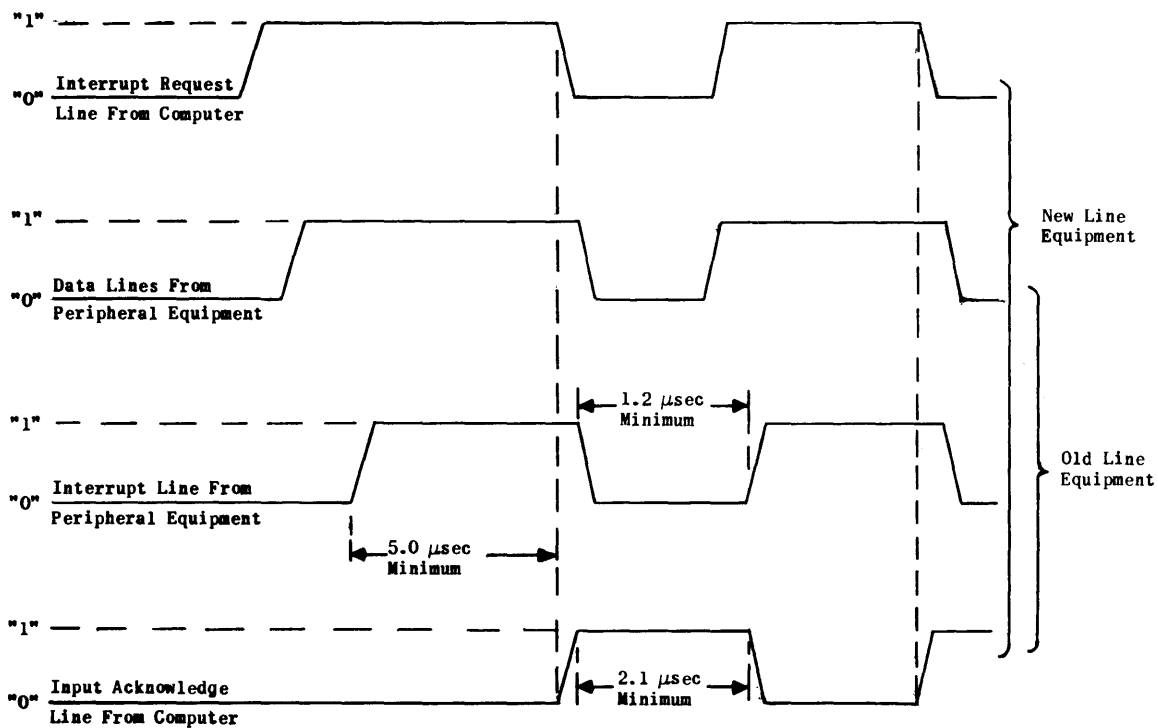 "1"
Interrupt Request
"0"
Line From Computer
"1"
New Line
Equipment
Data Lines From
"0"
Peripheral Equipment
1.2 μsec
Minimum
"1"
Old Line
Equipment
Interrupt Line From
"0"
Peripheral Equipment
5.0 μsec
Minimum
"1"
Input Acknowledge
2.1 μsec
Minimum
"0"
Line From Computer